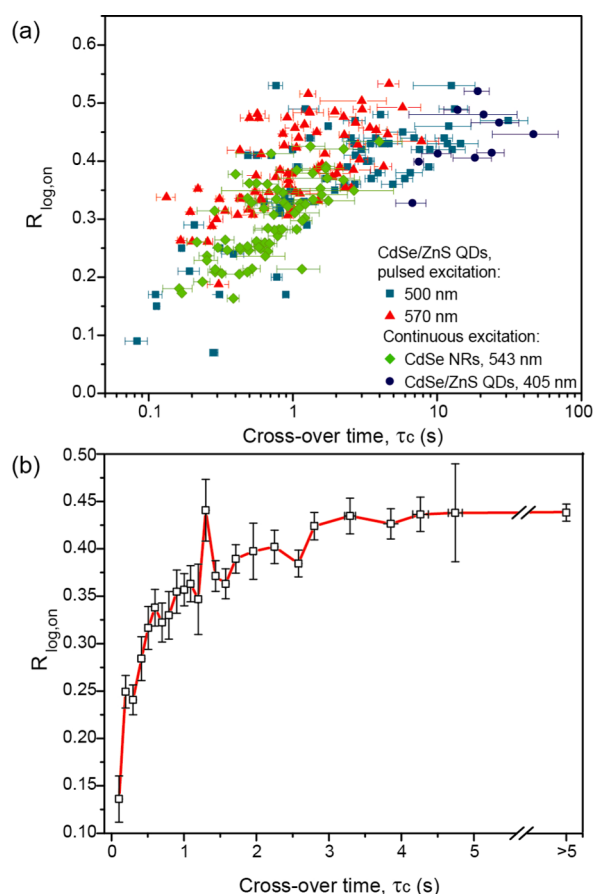 (a)
0.6
0.5
0.4
0.3
0.2
0.1
0.0
R log,on
CdSe/ZnS QDs,
pulsed excitation:
500 nm
570 nm
Continuous excitation:
CdSe NRs, 543 nm
CdSe/ZnS QDs, 405 nm
0.1 1 10 100
Cross-over time, τc (s)
(b)
0.50
0.45
0.40
0.35
0.30
0.25
0.20
0.15
0.10
R log,on
0 1 2 3 4 5 >5
Cross-over time, τc (s)